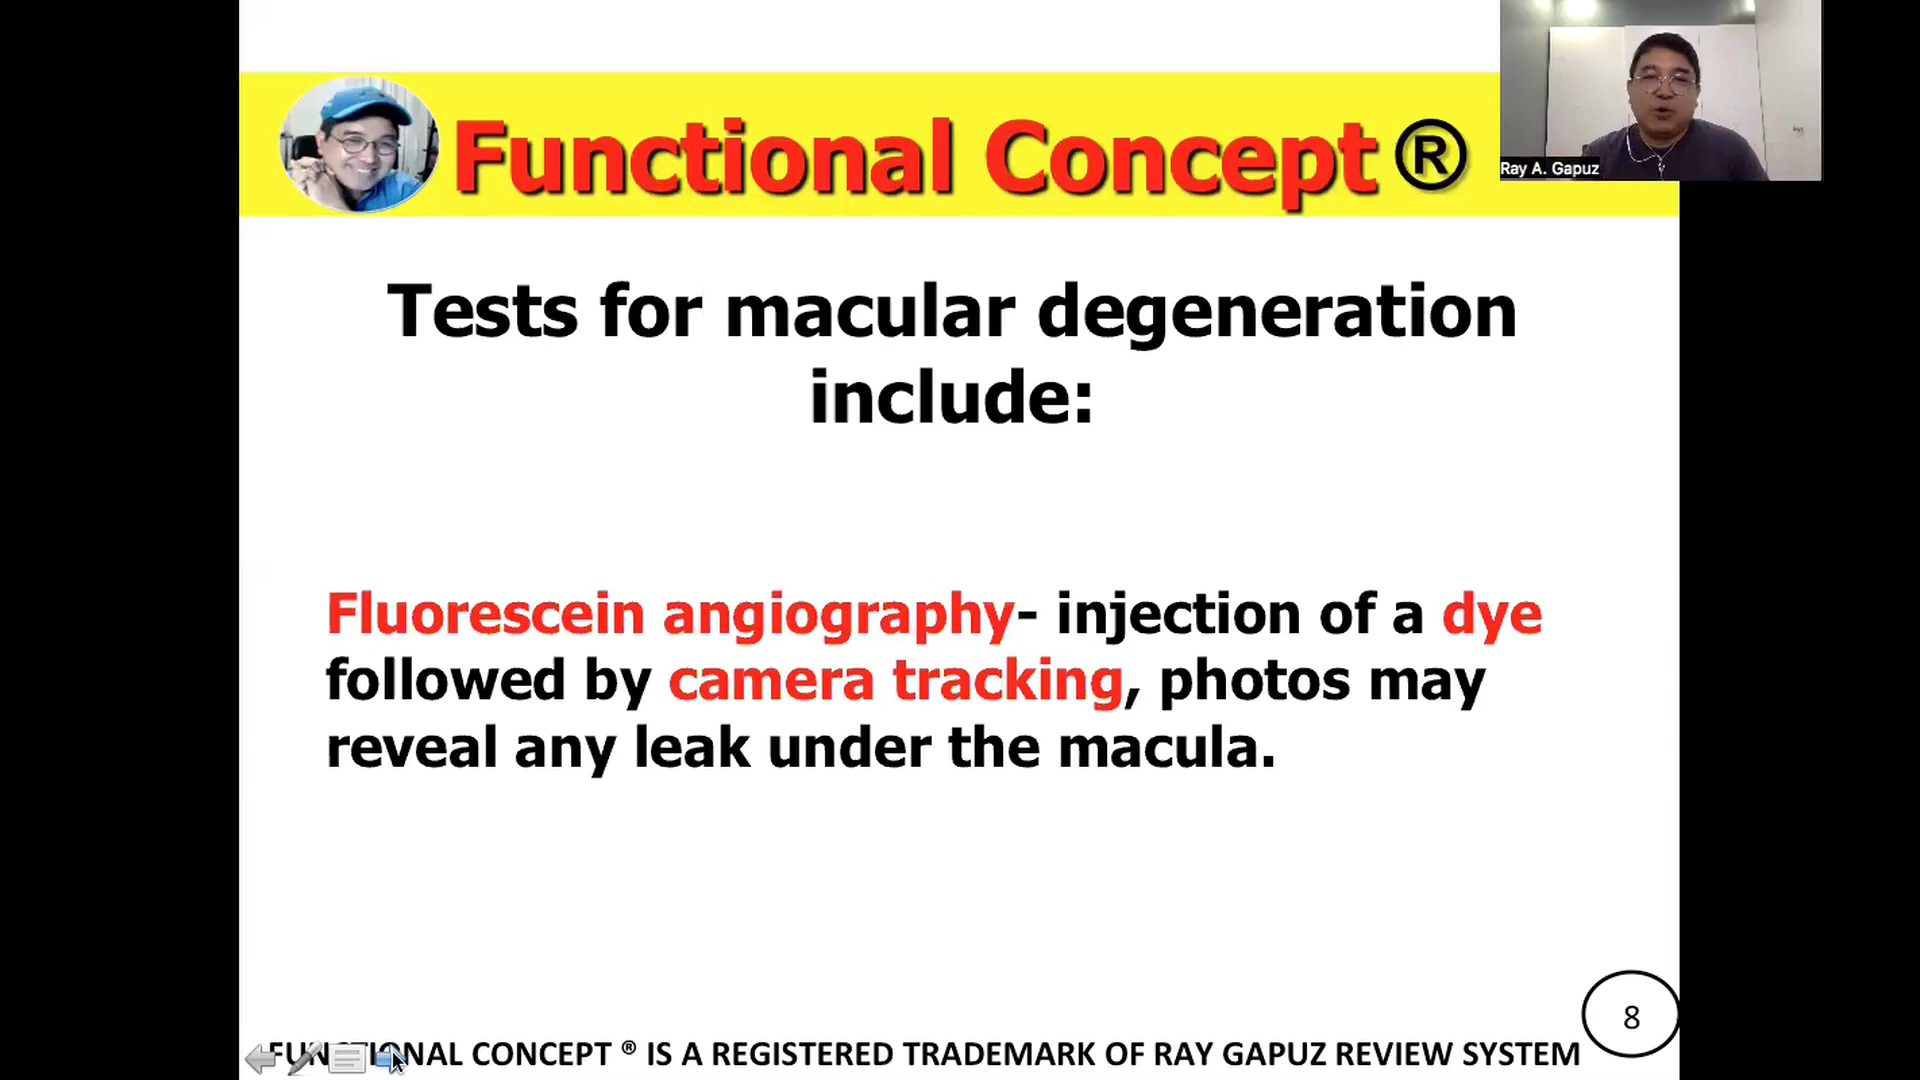 Functional Concept ®
Ray A. Gapuz
Tests for macular degeneration
include:
Fluorescein angiography- injection of a dye
followed by camera tracking, photos may
reveal any leak under the macula.
8
FUNCTIONAL CONCEPT ® IS A REGISTERED TRADEMARK OF RAY GAPUZ REVIEW SYSTEM